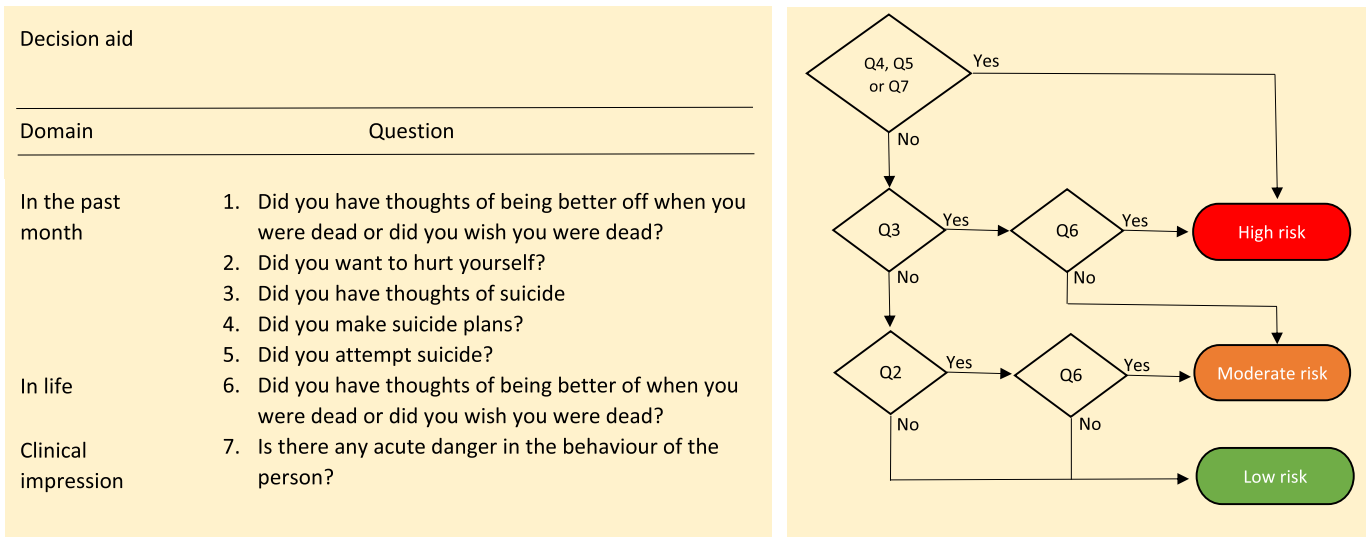 Decision aid
Domain Question
In the past 1. Did you have thoughts of being better off when you
month were dead or did you wish you were dead?
2. Did you want to hurt yourself?
3. Did you have thoughts of suicide
4. Did you make suicide plans?
5. Did you attempt suicide?
In life 6. Did you have thoughts of being better of when you
were dead or did you wish you were dead?
Clinical 7. Is there any acute danger in the behaviour of the
impression person?
Q4, Q5 Yes
or Q7
No
Q3 Yes Q6 Yes High risk
No No
Q2 Yes Q6 Yes Moderate risk
No No
Low risk